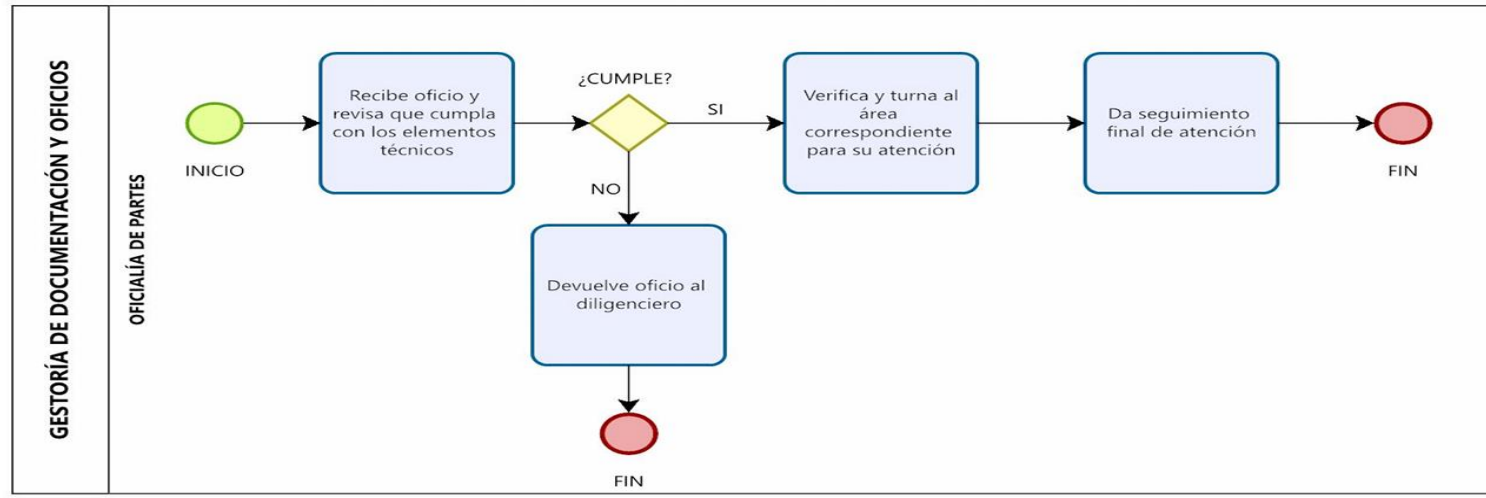 GESTORÍA DE DOCUMENTACIÓN Y OFICIOS
OFICIALÍA DE PARTES
INICIO
Recibe oficio y
revisa que cumpla
con los elementos
técnicos
¿CUMPLE?
SI
NO
Verifica y turna al
área
correspondiente
para su atención
Da seguimiento
final de atención
FIN
Devuelve oficio al
diligenciero
FIN